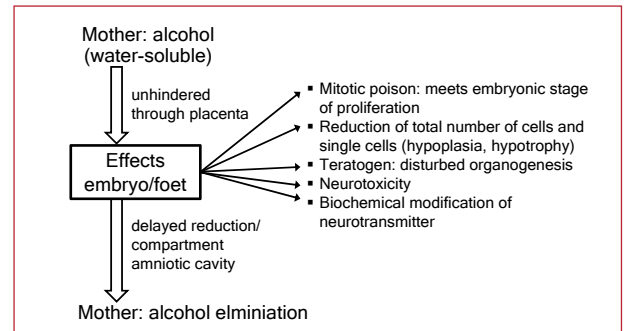 Mother: alcohol
(water-soluble)
unhindered
through placenta
Effects
embryo/foet
▪ Mitotic poison: meets embryonic stage
of proliferation
▪ Reduction of total number of cells and
single cells (hypoplasia, hypotrophy)
▪ Teratogen: disturbed organogenesis
▪ Neurotoxicity
▪ Biochemical modification of
neurotransmitter
delayed reduction/
compartment
amniotic cavity
Mother: alcohol elminiation